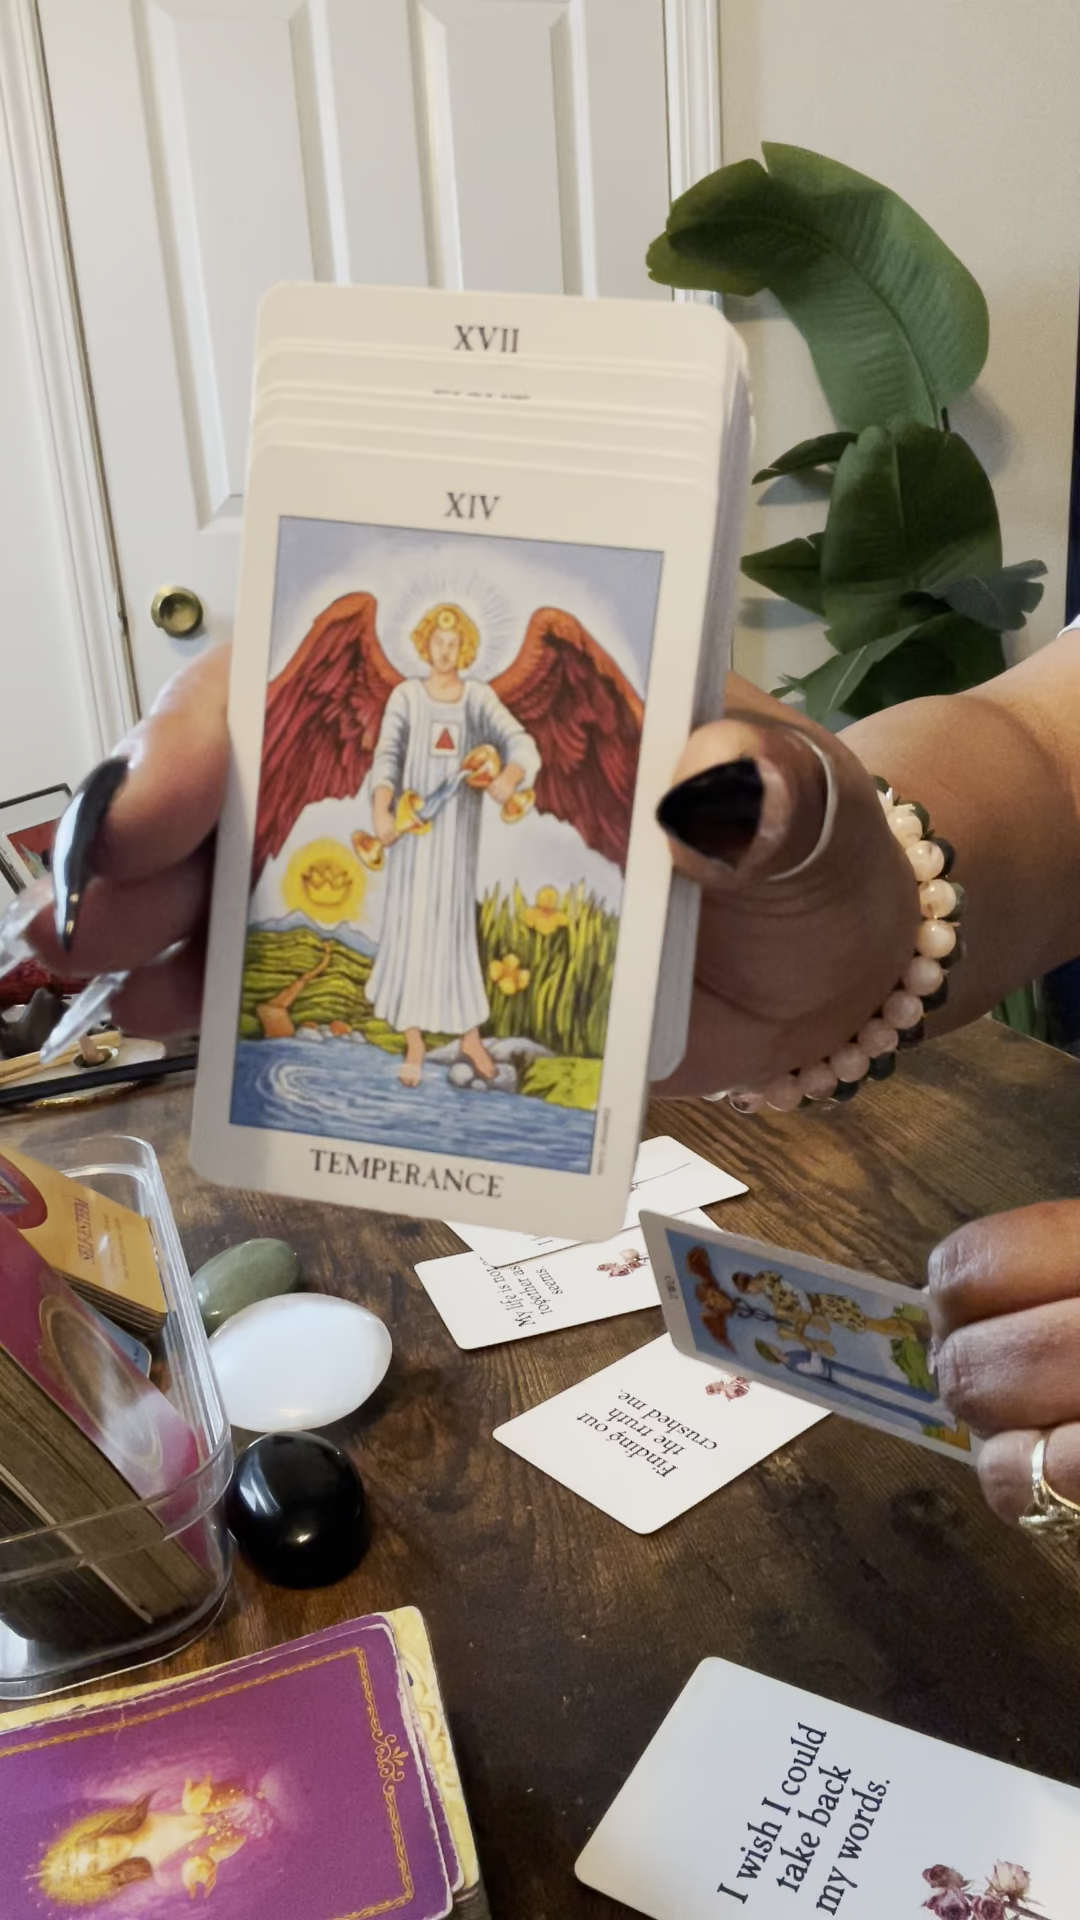 XVII
XIV
TEMPERANCE
My life is not
together as
seems.
Finding out
the truth
crushed me.
I wish I could
take back
my words.